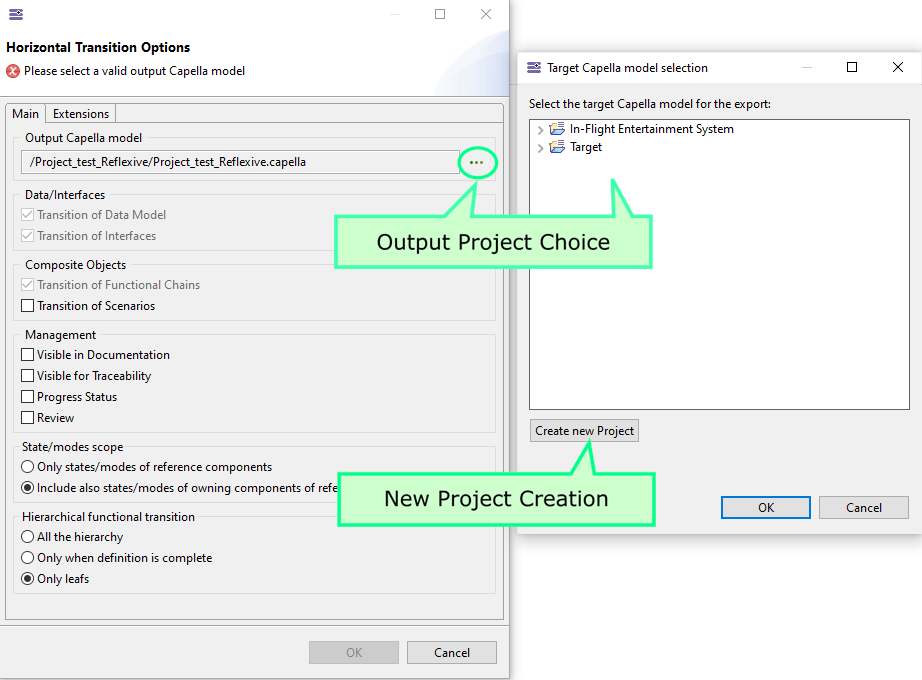 Horizontal Transition Options
Please select a valid output Capella model
Main
Extensions
Output Capella model
/Project_test_Reflexive/Project_test_Reflexive.capella
...
Data/Interfaces
Transition of Data Model
Transition of Interfaces
Composite Objects
Transition of Functional Chains
Transition of Scenarios
Management
Visible in Documentation
Visible for Traceability
Progress Status
Review
State/modes scope
Only states/modes of reference components
Include also states/modes of owning components of refe
Hierarchical functional transition
All the hierarchy
Only when definition is complete
Only leafs
OK
Cancel
Output Project Choice
New Project Creation
Target Capella model selection
Select the target Capella model for the export:
In-Flight Entertainment System
Target
Create new Project
OK
Cancel